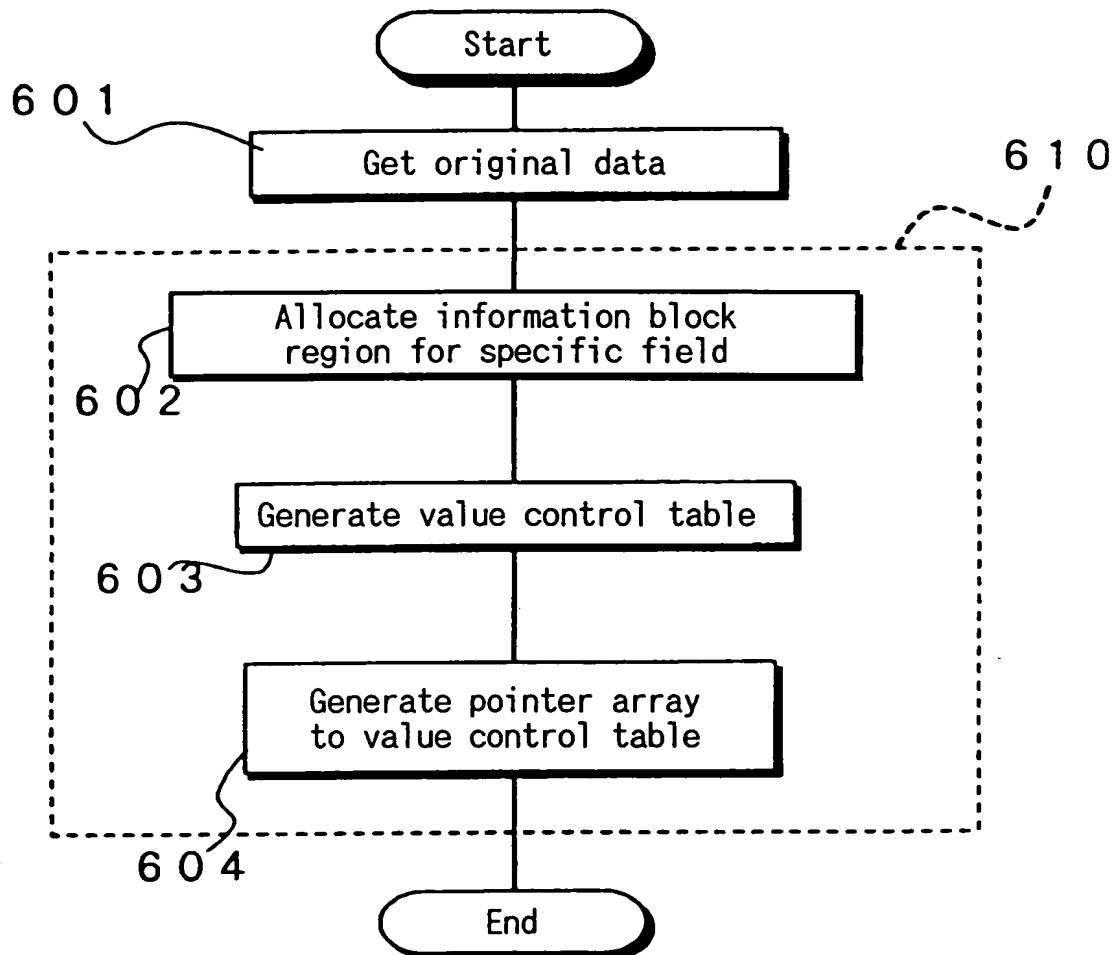 Start
601
Get original data
610
Allocate information block
region for specific field
602
Generate value control table
603
Generate pointer array
to value control table
604
End